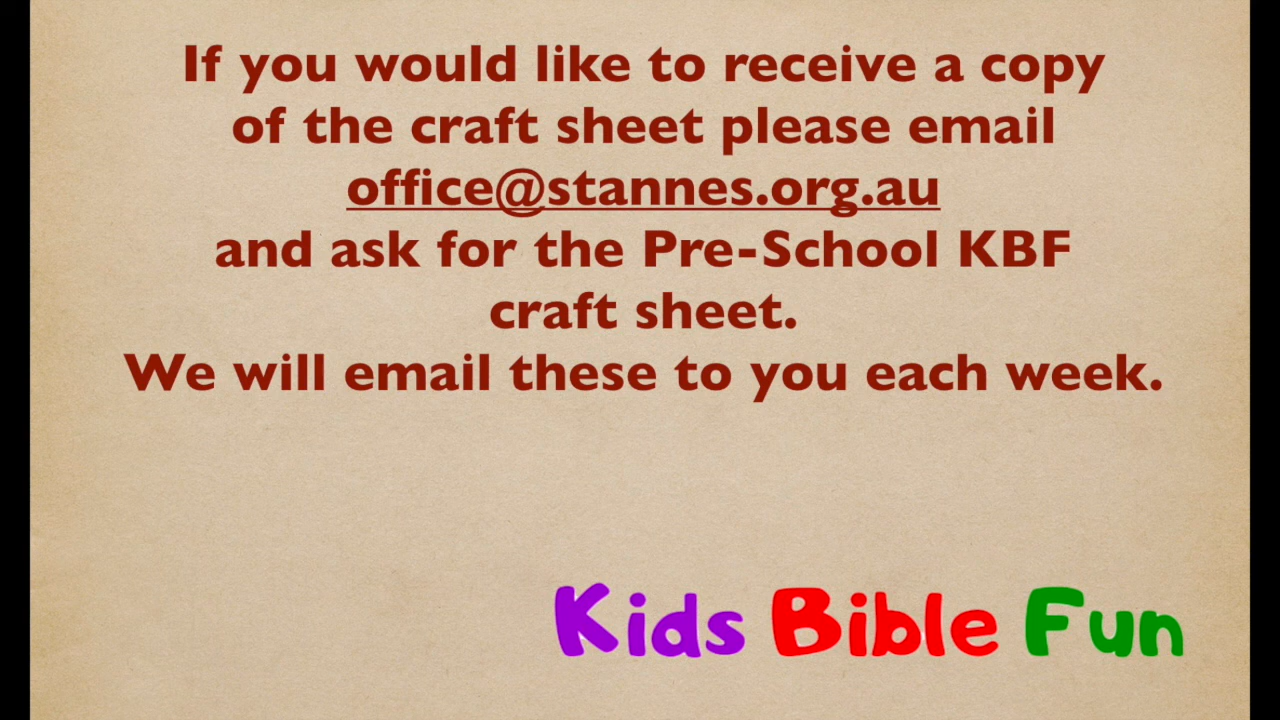 If you would like to receive a copy
of the craft sheet please email
office@stannes.org.au
and ask for the Pre-School KBF
craft sheet.
We will email these to you each week.
Kids Bible Fun